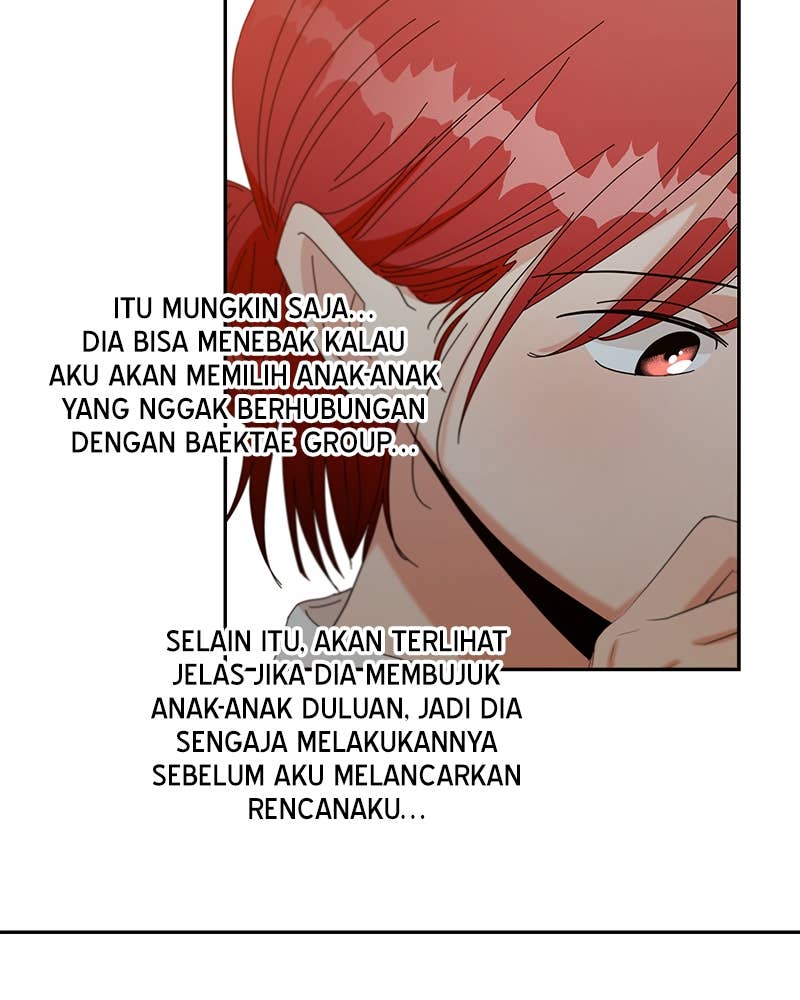 ITU MUNGKIN SAJA...
DIA BISA MENEBAK KALAU
AKU AKAN MEMILIH ANAK-ANAK
YANG NGGAK BERHUBUNGAN
DENGAN BAEKTAE GROUP...
SELAIN ITU, AKAN TERLIHAT
JELAS JIKA DIA MEMBUJUK
ANAK-ANAK DULUAN, JADI DIA
SENGAJA MELAKUKANNYA
SEBELUM AKU MELANCARKAN
RENCANAKU...